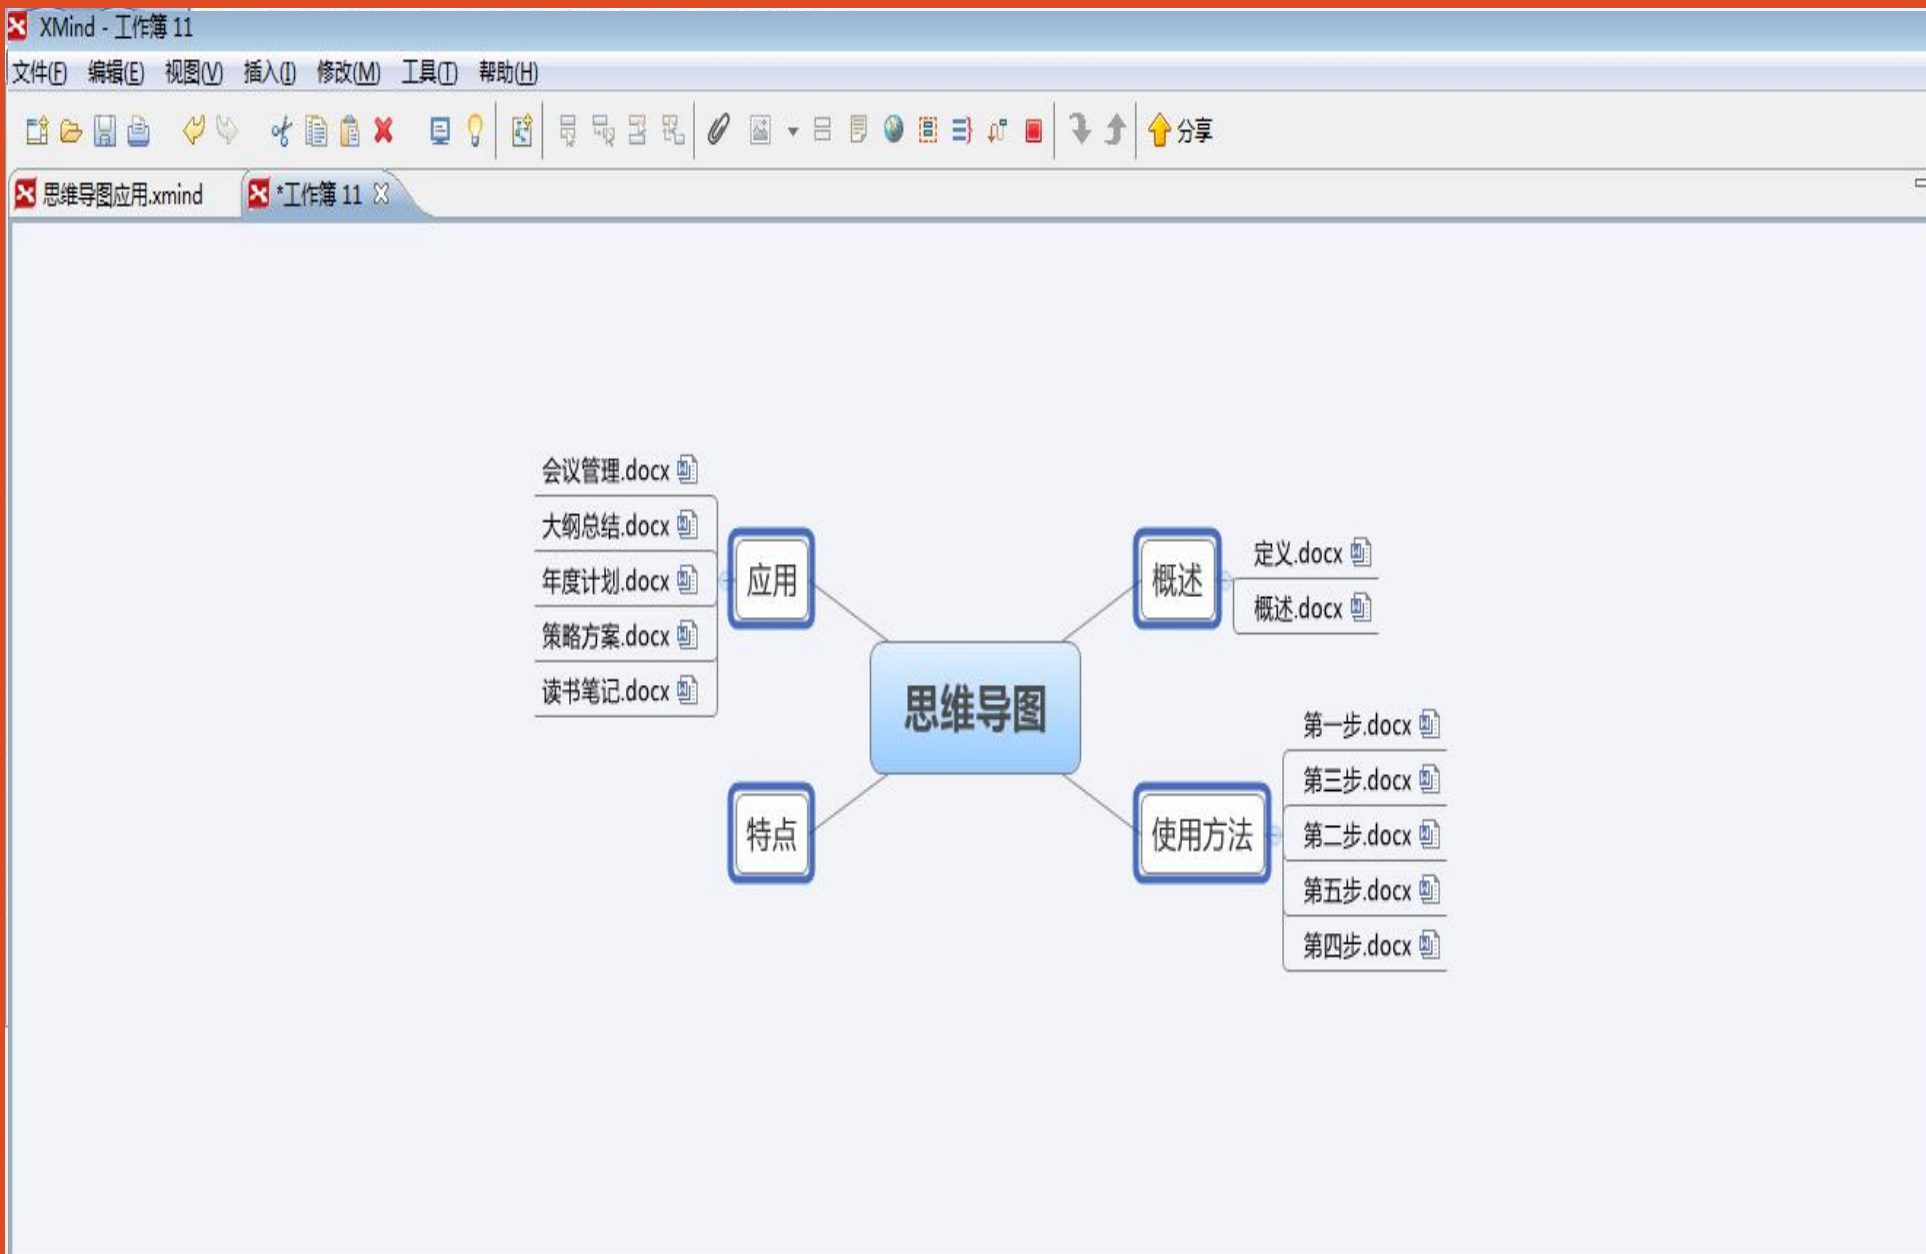 XMind - 工作簿 11
文件(F) 编辑(E) 视图(V) 插入(I) 修改(M) 工具(T) 帮助(H)
分享
思维导图应用.xmind *工作簿 11
会议管理.docx
大纲总结.docx
年度计划.docx
策略方案.docx
读书笔记.docx
应用
特点
思维导图
概述
定义.docx
概述.docx
使用方法
第一步.docx
第三步.docx
第二步.docx
第五步.docx
第四步.docx